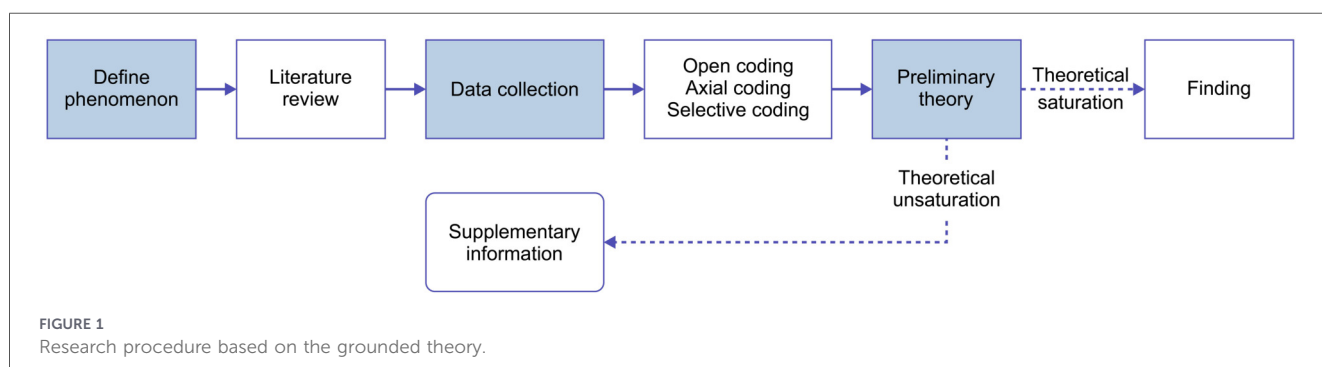 Define
phenomenon
Literature
review
Data collection
Open coding
Axial coding
Selective coding
Preliminary
theory
Theoretical
saturation
Finding
Theoretical
unsaturation
Supplementary
information
FIGURE 1
Research procedure based on the grounded theory.